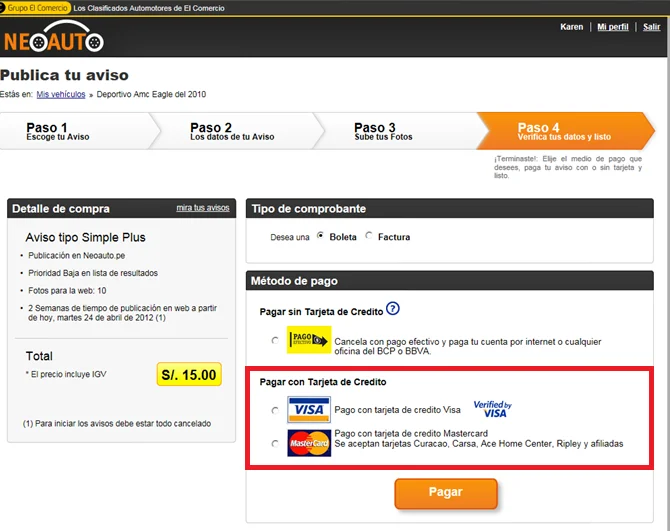 Grupo El Comercio Los Clasificados Automotores de El Comercio
NEOAUTO
Karen | Mi perfil | Salir
Publica tu aviso
Estás en: Mis vehículos » Deportivo Amc Eagle del 2010
Paso 1
Escoge tu Aviso
Paso 2
Los datos de tu Aviso
Paso 3
Sube tus Fotos
Paso 4
Verifica tus datos y listo
¡Terminaste!: Elije el medio de pago que
desees, paga tu aviso con o sin tarjeta y
listo.
Detalle de compra mira tus avisos
Aviso tipo Simple Plus
• Publicación en Neoauto.pe
• Prioridad Baja en lista de resultados
• Fotos para la web: 10
• 2 Semanas de tiempo de publicación en web a partir
de hoy, martes 24 de abril de 2012 (1)
Total
* El precio incluye IGV
S/. 15.00
(1) Para iniciar los avisos debe estar todo cancelado
Tipo de comprobante
Desea una Boleta Factura
Método de pago
Pagar sin Tarjeta de Credito ?
PAGO
EFECTIVO
Cancela con pago efectivo y paga tu cuenta por internet o cualquier
oficina del BCP o BBVA.
Pagar con Tarjeta de Credito
VISA
Pago con tarjeta de credito Visa
Verified by
VISA
MasterCard
Pago con tarjeta de credito Mastercard
Se aceptan tarjetas Curacao, Carsa, Ace Home Center, Ripley y afiliadas
Pagar